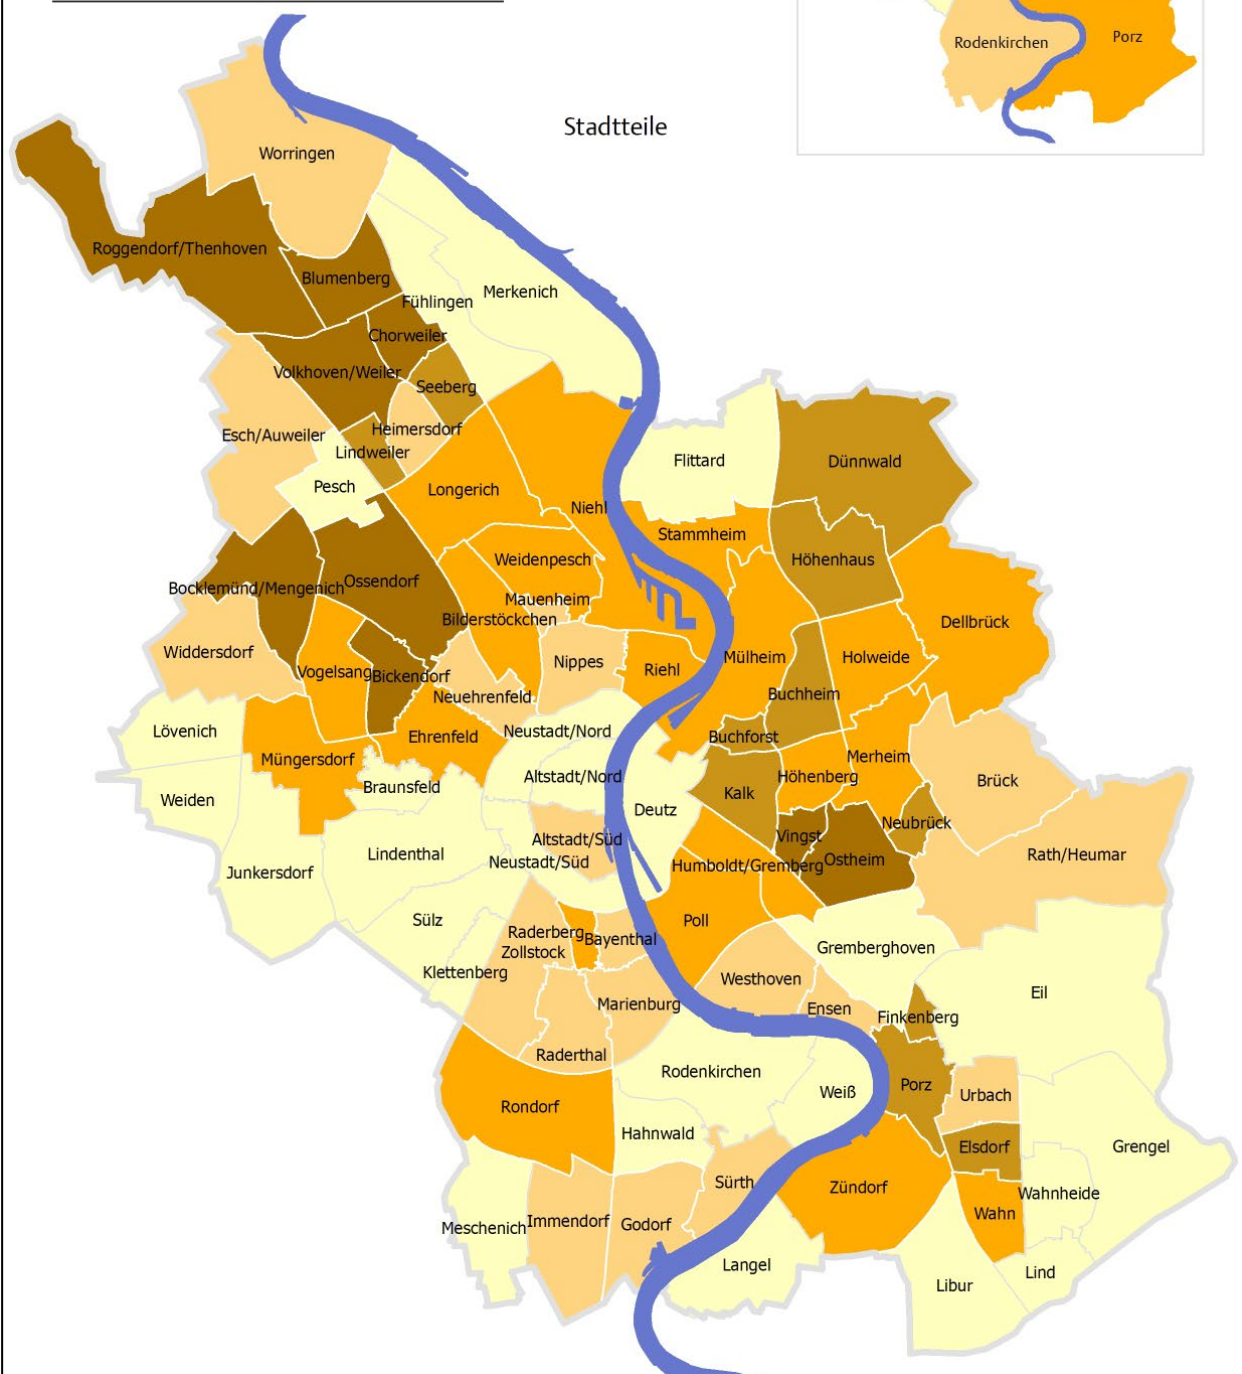 Rodenkirchen
Porz
Stadtteile
Worringen
Roggendorf/Thenhoven
Blumenberg
Fühlingen
Merkenich
Chorweiler
Volkhoven/Weiler
Seeberg
Esch/Auweiler
Heimersdorf
Lindweiler
Pesch
Longerich
Niehl
Flittard
Dünnwald
Stammheim
Höhenhaus
Weidenpesch
Bocklemünd/Mengenich
Ossendorf
Mauenheim
Bilderstöckchen
Dellbrück
Widdersdorf
Vogelsang
Bickendorf
Nippes
Riehl
Mülheim
Holweide
Neuehrenfeld
Buchheim
Lövenich
Ehrenfeld
Neustadt/Nord
Buchforst
Müngersdorf
Merheim
Altstadt/Nord
Höhenberg
Brück
Weiden
Braunsfeld
Kalk
Deutz
Neubrück
Altstadt/Süd
Vingst
Lindenthal
Neustadt/Süd
Humboldt/Gremberg
Ostheim
Rath/Heumar
Junkersdorf
Sülz
Poll
Raderberg
Zollstock
Bayenthal
Gremberghoven
Klettenberg
Westhoven
Eil
Marienburg
Ensen
Finkenberg
Raderthal
Rodenkirchen
Weiß
Porz
Urbach
Rondorf
Hahnwald
Elsdorf
Grengel
Sürth
Zündorf
Wahnheide
Meschenich
Immendorf
Godorf
Wahn
Langel
Libur
Lind